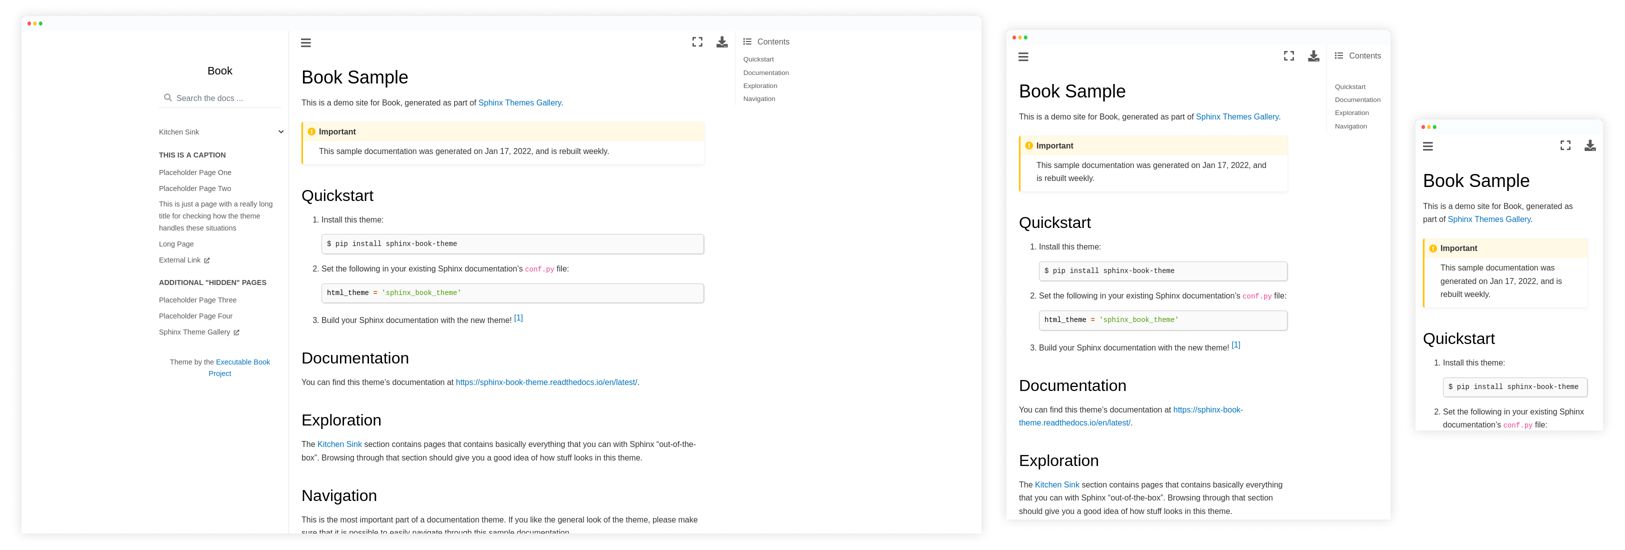 Book
Search the docs ...
Kitchen Sink
THIS IS A CAPTION
Placeholder Page One
Placeholder Page Two
This is just a page with a really long
title for checking how the theme
handles these situations
Long Page
External Link
ADDITIONAL "HIDDEN" PAGES
Placeholder Page Three
Placeholder Page Four
Sphinx Theme Gallery
Theme by the Executable Book
Project
Book Sample
This is a demo site for Book, generated as part of Sphinx Themes Gallery.
Important
This sample documentation was generated on Jan 17, 2022, and is rebuilt weekly.
Quickstart
1. Install this theme:
$ pip install sphinx-book-theme
2. Set the following in your existing Sphinx documentation's conf.py file:
html_theme = 'sphinx_book_theme'
3. Build your Sphinx documentation with the new theme! [1]
Documentation
You can find this theme's documentation at https://sphinx-book-theme.readthedocs.io/en/latest/.
Exploration
The Kitchen Sink section contains pages that contains basically everything that you can with Sphinx “out-of-the-
box”. Browsing through that section should give you a good idea of how stuff looks in this theme.
Navigation
This is the most important part of a documentation theme. If you like the general look of the theme, please make
sure that it is possible to easily navigate through this sample documentation.
Contents
Quickstart
Documentation
Exploration
Navigation
Book Sample
This is a demo site for Book, generated as part of Sphinx Themes Gallery.
Important
This sample documentation was generated on Jan 17, 2022, and
is rebuilt weekly.
Quickstart
1. Install this theme:
$ pip install sphinx-book-theme
2. Set the following in your existing Sphinx documentation's conf.py file:
html_theme = 'sphinx_book_theme'
3. Build your Sphinx documentation with the new theme! [1]
Documentation
You can find this theme's documentation at https://sphinx-book-
theme.readthedocs.io/en/latest/.
Exploration
The Kitchen Sink section contains pages that contains basically everything
that you can with Sphinx “out-of-the-box”. Browsing through that section
should give you a good idea of how stuff looks in this theme.
Contents
Quickstart
Documentation
Exploration
Navigation
Book Sample
This is a demo site for Book, generated as
part of Sphinx Themes Gallery.
Important
This sample documentation was
generated on Jan 17, 2022, and is
rebuilt weekly.
Quickstart
1. Install this theme:
$ pip install sphinx-book-theme
2. Set the following in your existing Sphinx
documentation's conf.py file: